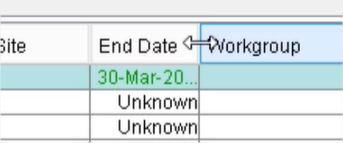 Site End Date Workgroup
30-Mar-20...
Unknown
Unknown